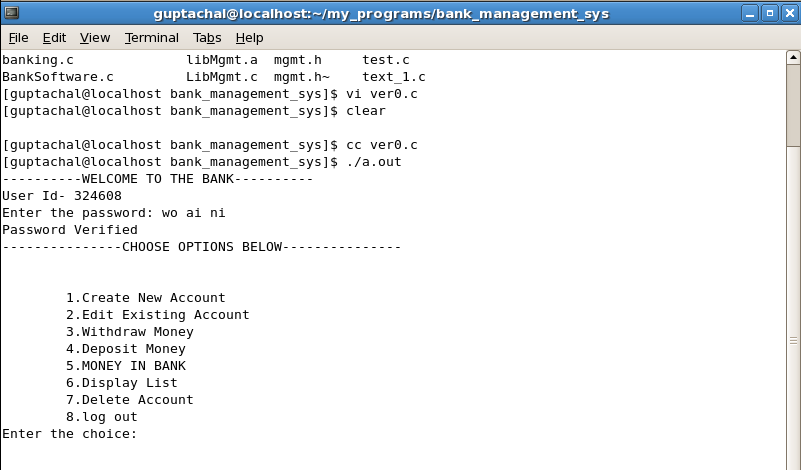 guptachal@localhost:~/my_programs/bank_management_sys
File Edit View Terminal Tabs Help
banking.c              libMgmt.a  mgmt.h     test.c
BankSoftware.c         LibMgmt.c  mgmt.h~    text_1.c
[guptachal@localhost bank_management_sys]$ vi ver0.c
[guptachal@localhost bank_management_sys]$ clear
[guptachal@localhost bank_management_sys]$ cc ver0.c
[guptachal@localhost bank_management_sys]$ ./a.out
----------WELCOME TO THE BANK----------
User Id- 324608
Enter the password: wo ai ni
Password Verified
---------------CHOOSE OPTIONS BELOW---------------
1.Create New Account
2.Edit Existing Account
3.Withdraw Money
4.Deposit Money
5.MONEY IN BANK
6.Display List
7.Delete Account
8.log out
Enter the choice: